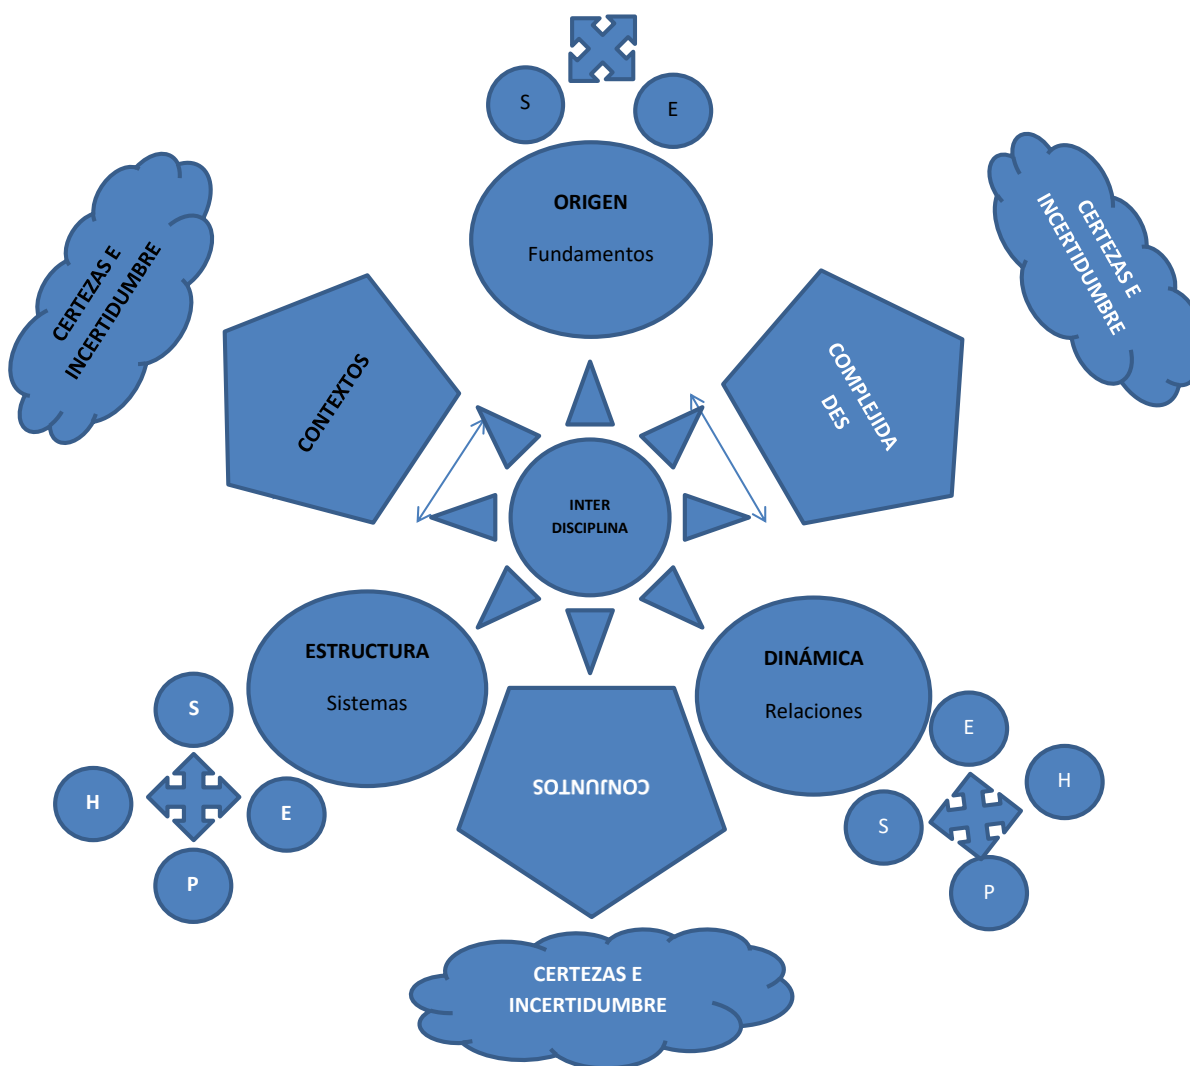 S
E
ORIGEN
Fundamentos
CERTEZAS E
INCERTIDUMBRE
CERTEZAS E
INCERTIDUMBRE
CONTEXTOS
COMPLEJIDA
DES
INTER
DISCIPLINA
ESTRUCTURA
Sistemas
DINÁMICA
Relaciones
S
H
E
P
E
H
S
P
CONJUNTOS
CERTEZAS E
INCERTIDUMBRE